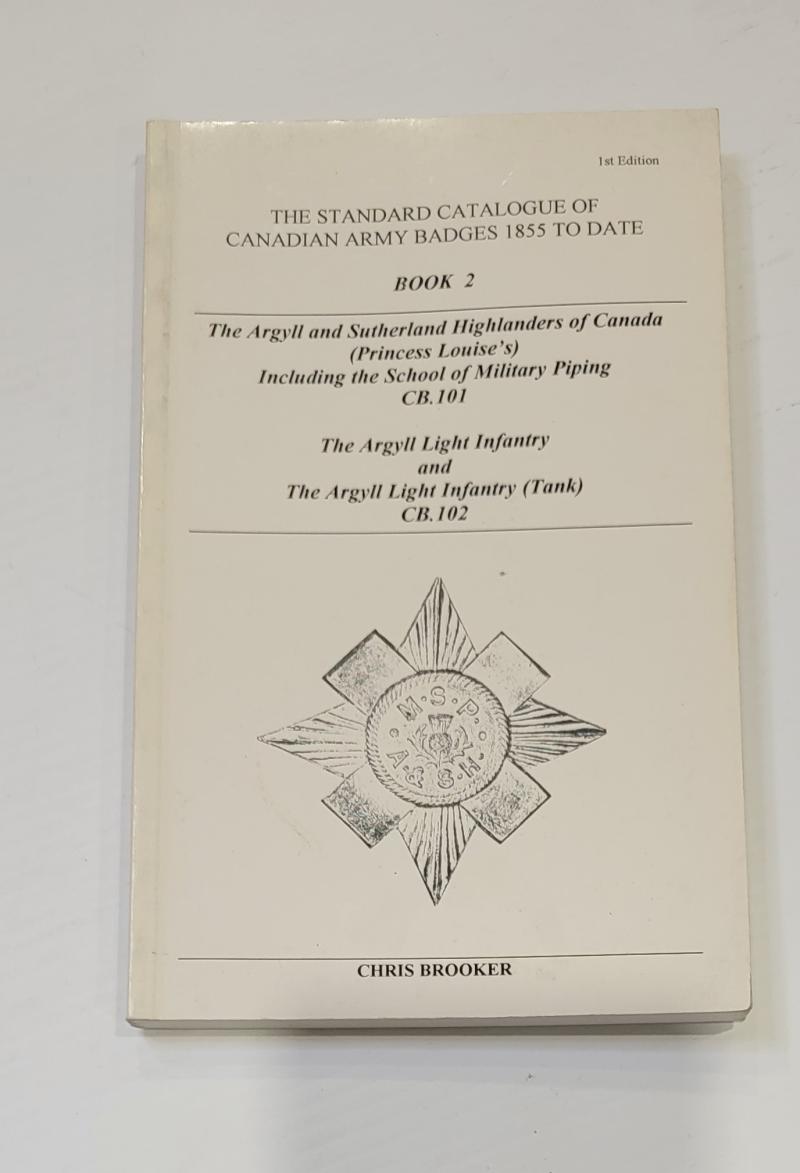 1st Edition
THE STANDARD CATALOGUE OF
CANADIAN ARMY BADGES 1855 TO DATE
BOOK 2
The Argyll and Sutherland Highlanders of Canada
(Princess Louise's)
Including the School of Military Piping
CB.101
The Argyll Light Infantry
and
The Argyll Light Infantry (Tank)
CB.102
M.S.P.
A.&S.H.
CHRIS BROOKER